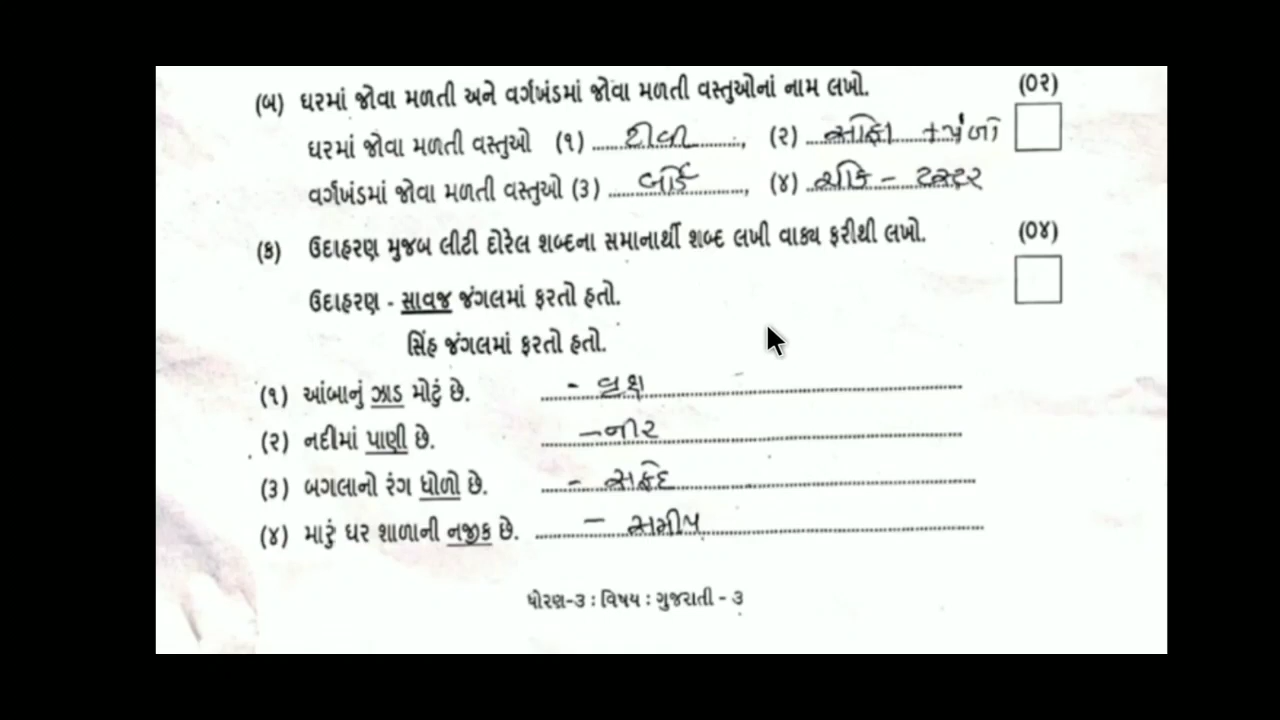 (બ) ઘરમાં જોવા મળતી અને વર્ગખંડમાં જોવા મળતી વસ્તુઓનાં નામ લખો. (૦૨)
ઘરમાં જોવા મળતી વસ્તુઓ (૧) ટીવી, (૨) સોફા + પંખો
વર્ગખંડમાં જોવા મળતી વસ્તુઓ (૩) બોર્ડ, (૪) ચોક - ડસ્ટર
(ક) ઉદાહરણ મુજબ લીટી દોરેલ શબ્દના સમાનાર્થી શબ્દ લખી વાક્ય ફરીથી લખો. (૦૪)
ઉદાહરણ - સાવજ જંગલમાં ફરતો હતો.
સિંહ જંગલમાં ફરતો હતો.
(૧) આંબાનું ઝાડ મોટું છે. - વૃક્ષ
(૨) નદીમાં પાણી છે. - નીર
(૩) બગલાનો રંગ ધોળો છે. - સફેદ
(૪) મારું ઘર શાળાની નજીક છે. - સમીપ
ધોરણ-૩ : વિષય : ગુજરાતી - ૩